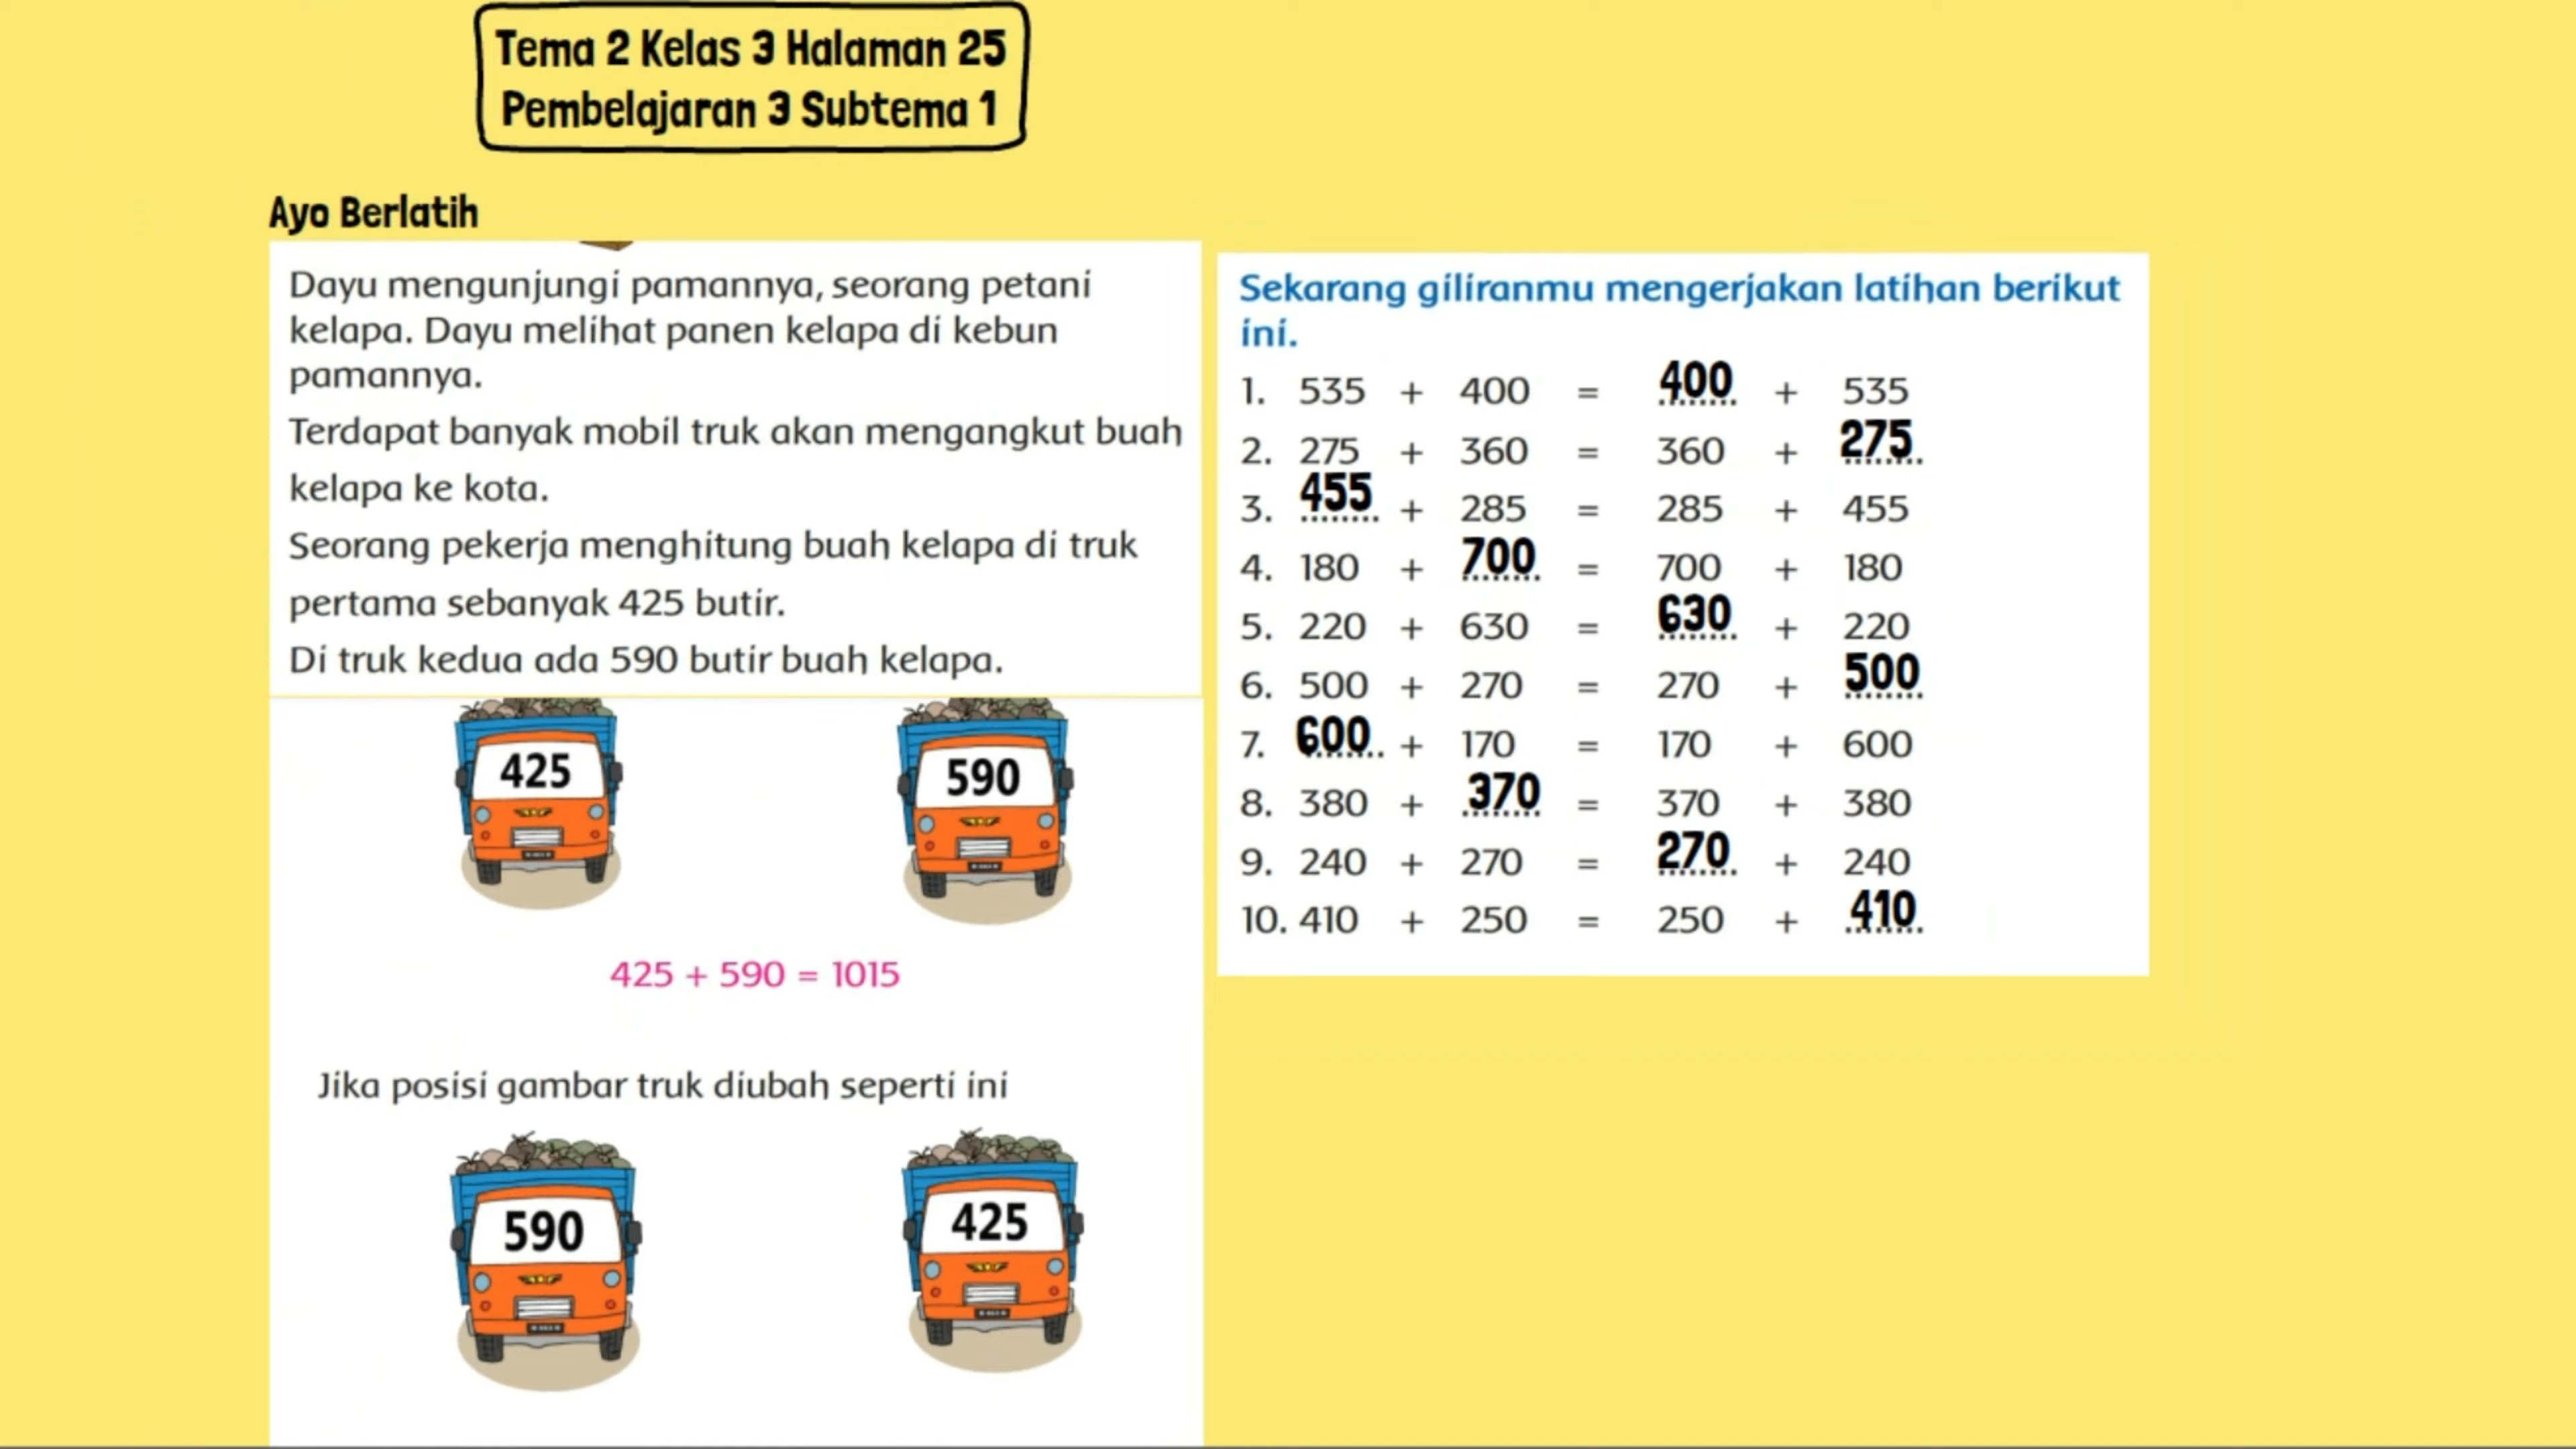 Tema 2 Kelas 3 Halaman 25
Pembelajaran 3 Subtema 1
Ayo Berlatih
Dayu mengunjungi pamannya, seorang petani
kelapa. Dayu melihat panen kelapa di kebun
pamannya.
Terdapat banyak mobil truk akan mengangkut buah
kelapa ke kota.
Seorang pekerja menghitung buah kelapa di truk
pertama sebanyak 425 butir.
Di truk kedua ada 590 butir buah kelapa.
425
590
425 + 590 = 1015
Jika posisi gambar truk diubah seperti ini
590
425
Sekarang giliranmu mengerjakan latihan berikut
ini.
1. 535 + 400 = 400 + 535
2. 275 + 360 = 360 + 275
3. 455 + 285 = 285 + 455
4. 180 + 700 = 700 + 180
5. 220 + 630 = 630 + 220
6. 500 + 270 = 270 + 500
7. 600 + 170 = 170 + 600
8. 380 + 370 = 370 + 380
9. 240 + 270 = 270 + 240
10. 410 + 250 = 250 + 410